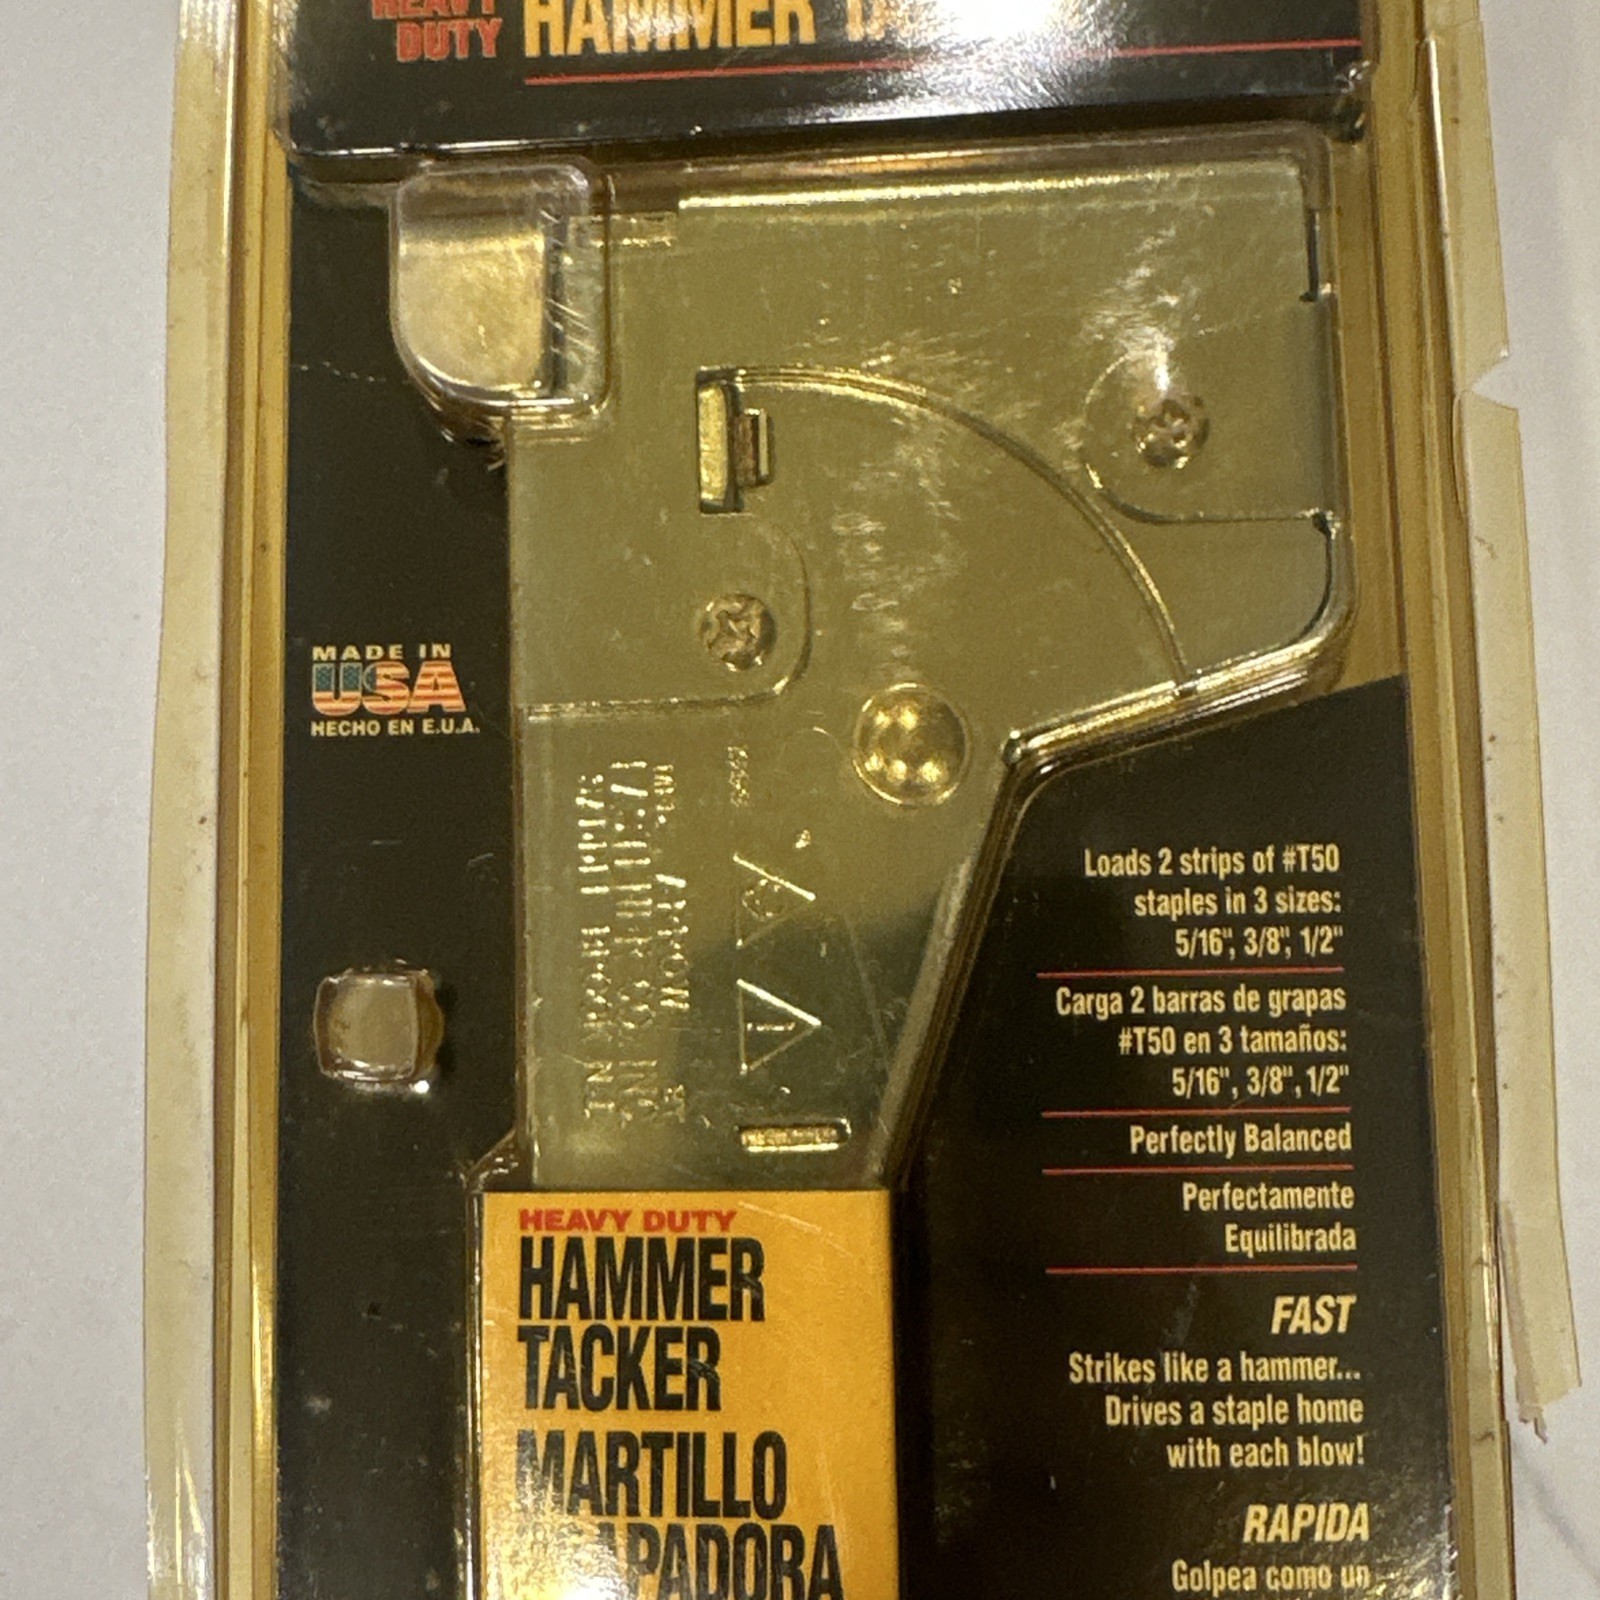 HEAVY
DUTY
HAMMER
MADE IN
USA
HECHO EN E.U.A.
Loads 2 strips of #T50
staples in 3 sizes:
5/16", 3/8", 1/2"
Carga 2 barras de grapas
#T50 en 3 tamaños:
5/16", 3/8", 1/2"
Perfectly Balanced
Perfectamente
Equilibrada
FAST
Strikes like a hammer...
Drives a staple home
with each blow!
RAPIDA
Golpea como un
HEAVY DUTY
HAMMER
TACKER
MARTILLO